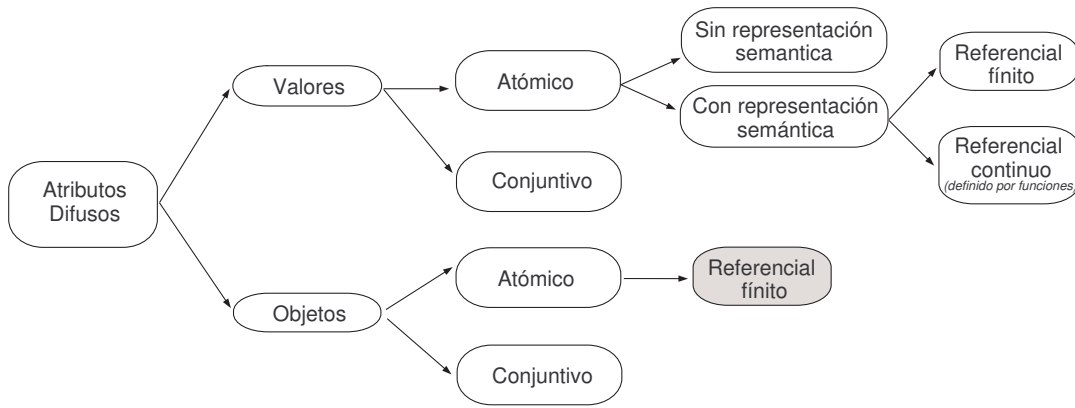 Atributos
Difusos
Valores
Atómico
Sin representación
semantica
Con representación
semántica
Referencial
fínito
Referencial
continuo
(definido por funciones)
Conjuntivo
Objetos
Atómico
Referencial
fínito
Conjuntivo